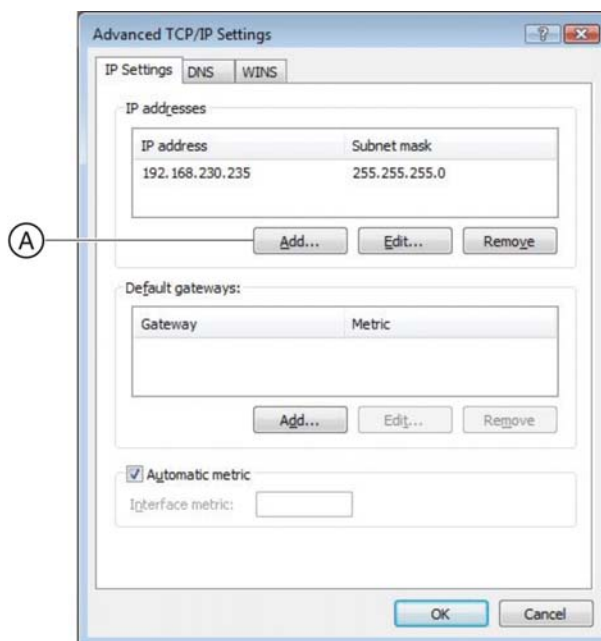 Advanced TCP/IP Settings
IP Settings DNS WINS
IP addresses
IP address Subnet mask
192.168.230.235 255.255.255.0
A
Add... Edit... Remove
Default gateways:
Gateway Metric
Add... Edit... Remove
Automatic metric
Interface metric:
OK Cancel